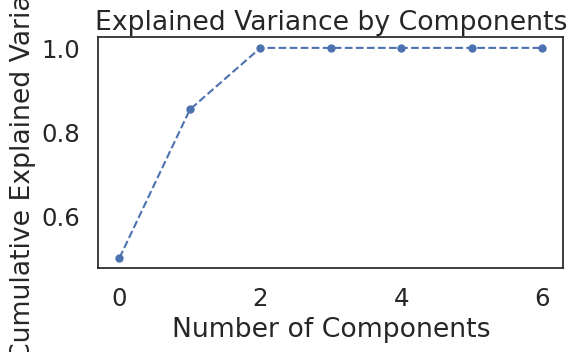 Explained Variance by Components
Cumulative Explained Varia
1.0
0.8
0.6
0 2 4 6
Number of Components